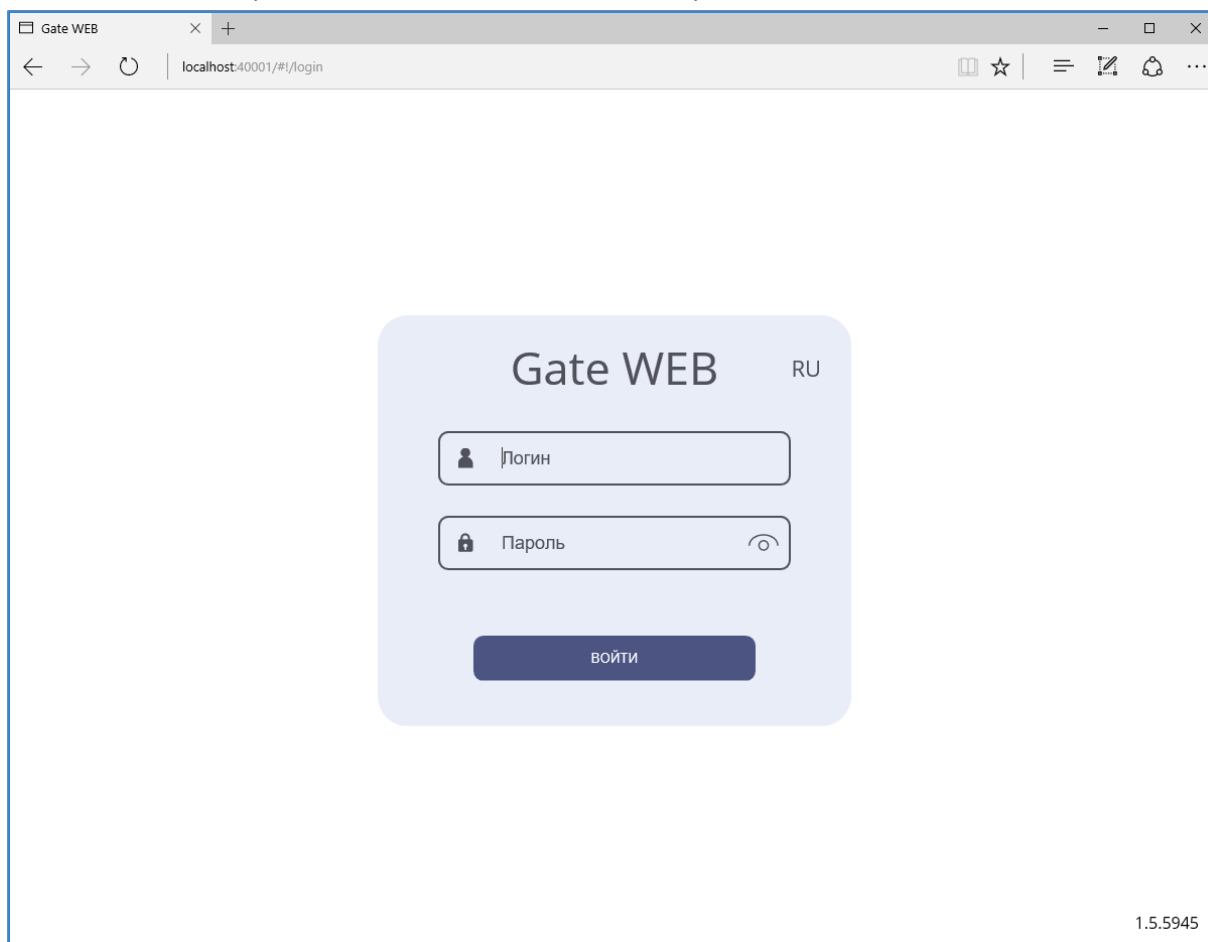 Gate WEB
localhost:40001/#!/login
Gate WEB
RU
Логин
Пароль
ВОЙТИ
1.5.5945